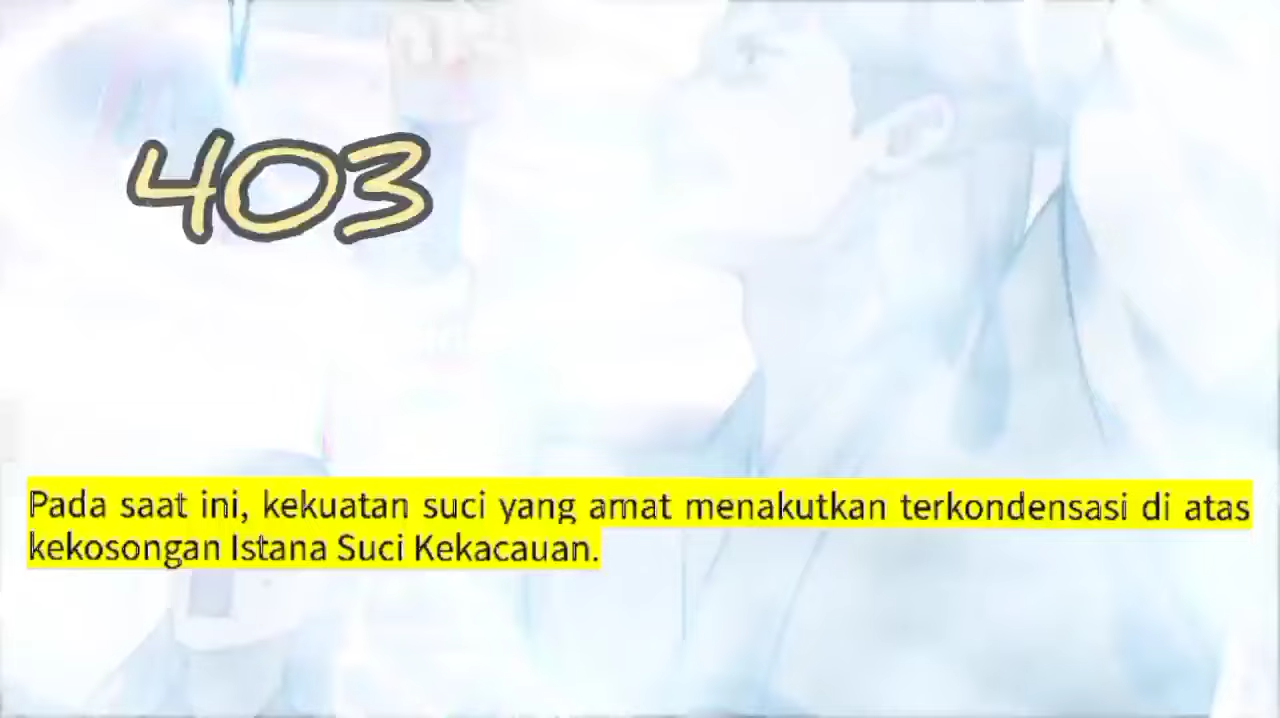 403
Pada saat ini, kekuatan suci yang amat menakutkan terkondensasi di atas
kekosongan Istana Suci Kekacauan.